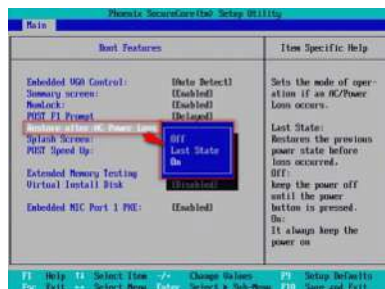 Phoenix SecureCore(tm) Setup Utility
Main
Boot Features
Item Specific Help
Embedded VGA Control: [Auto Detect]
Summary screen: [Enabled]
NumLock: [Enabled]
POST F1 Prompt [Delayed]
Restore after AC Power Loss
Splash Screen:
POST Speed Up:
Extended Memory Testing
Virtual Install Disk [Disabled]
Embedded NIC Port 1 PXE: [Enabled]
Off
Last State
On
Sets the mode of oper-
ation if an AC/Power
Loss occurs.
Last State:
Restores the previous
power state before
loss occurred.
Off:
keep the power off
until the power
button is pressed.
On:
It always keep the
power on
F1 Help ↑↓ Select Item -/+ Change Values F9 Setup Defaults
Esc Exit ↔ Select Menu Enter Select ▶ Sub-Menu F10 Save and Exit